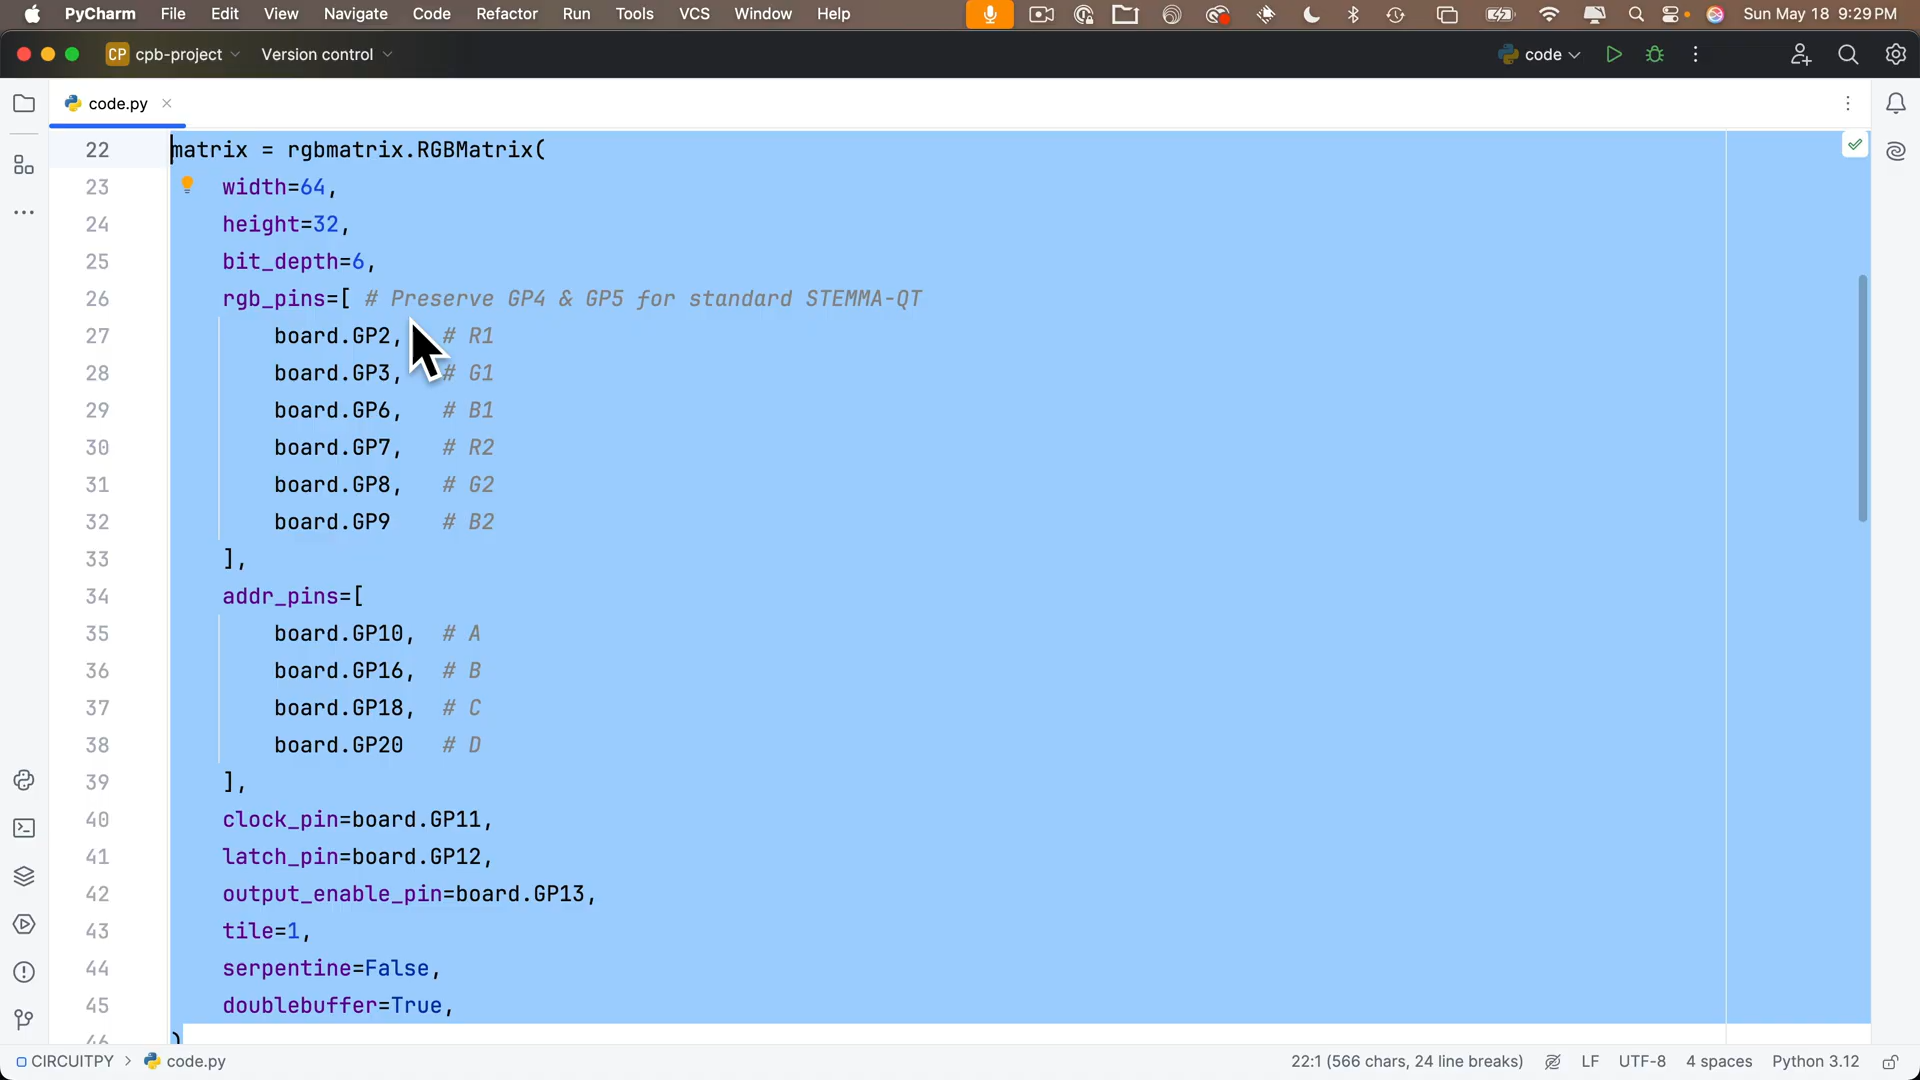 PyCharm File Edit View Navigate Code Refactor Run Tools VCS Window Help Sun May 18 9:29 PM
CP cpb-project Version control code
code.py
22 matrix = rgbmatrix.RGBMatrix(
23 width=64,
24 height=32,
25 bit_depth=6,
26 rgb_pins=[ # Preserve GP4 & GP5 for standard STEMMA-QT
27 board.GP2, # R1
28 board.GP3, # G1
29 board.GP6, # B1
30 board.GP7, # R2
31 board.GP8, # G2
32 board.GP9 # B2
33 ],
34 addr_pins=[
35 board.GP10, # A
36 board.GP16, # B
37 board.GP18, # C
38 board.GP20 # D
39 ],
40 clock_pin=board.GP11,
41 latch_pin=board.GP12,
42 output_enable_pin=board.GP13,
43 tile=1,
44 serpentine=False,
45 doublebuffer=True,
46 )
CIRCUITPY > code.py 22:1 (566 chars, 24 line breaks) LF UTF-8 4 spaces Python 3.12